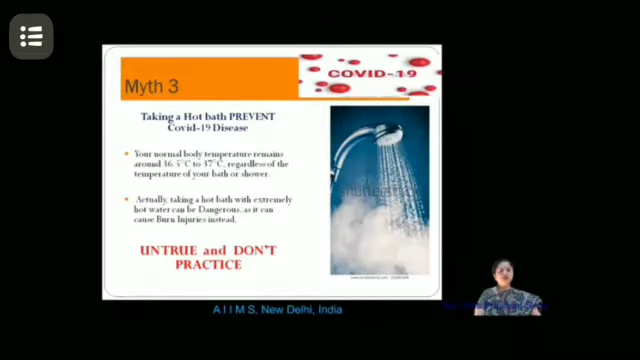 COVID-19
Myth 3
Taking a Hot bath PREVENT
Covid-19 Disease
Your normal body temperature remains
around 36.5°C to 37°C, regardless of the
temperature of your bath or shower.
Actually, taking a hot bath with extremely
hot water can be Dangerous, as it can
cause Burn Injuries instead.
UNTRUE and DON'T
PRACTICE
shutterstock
A I I M S, New Delhi, India